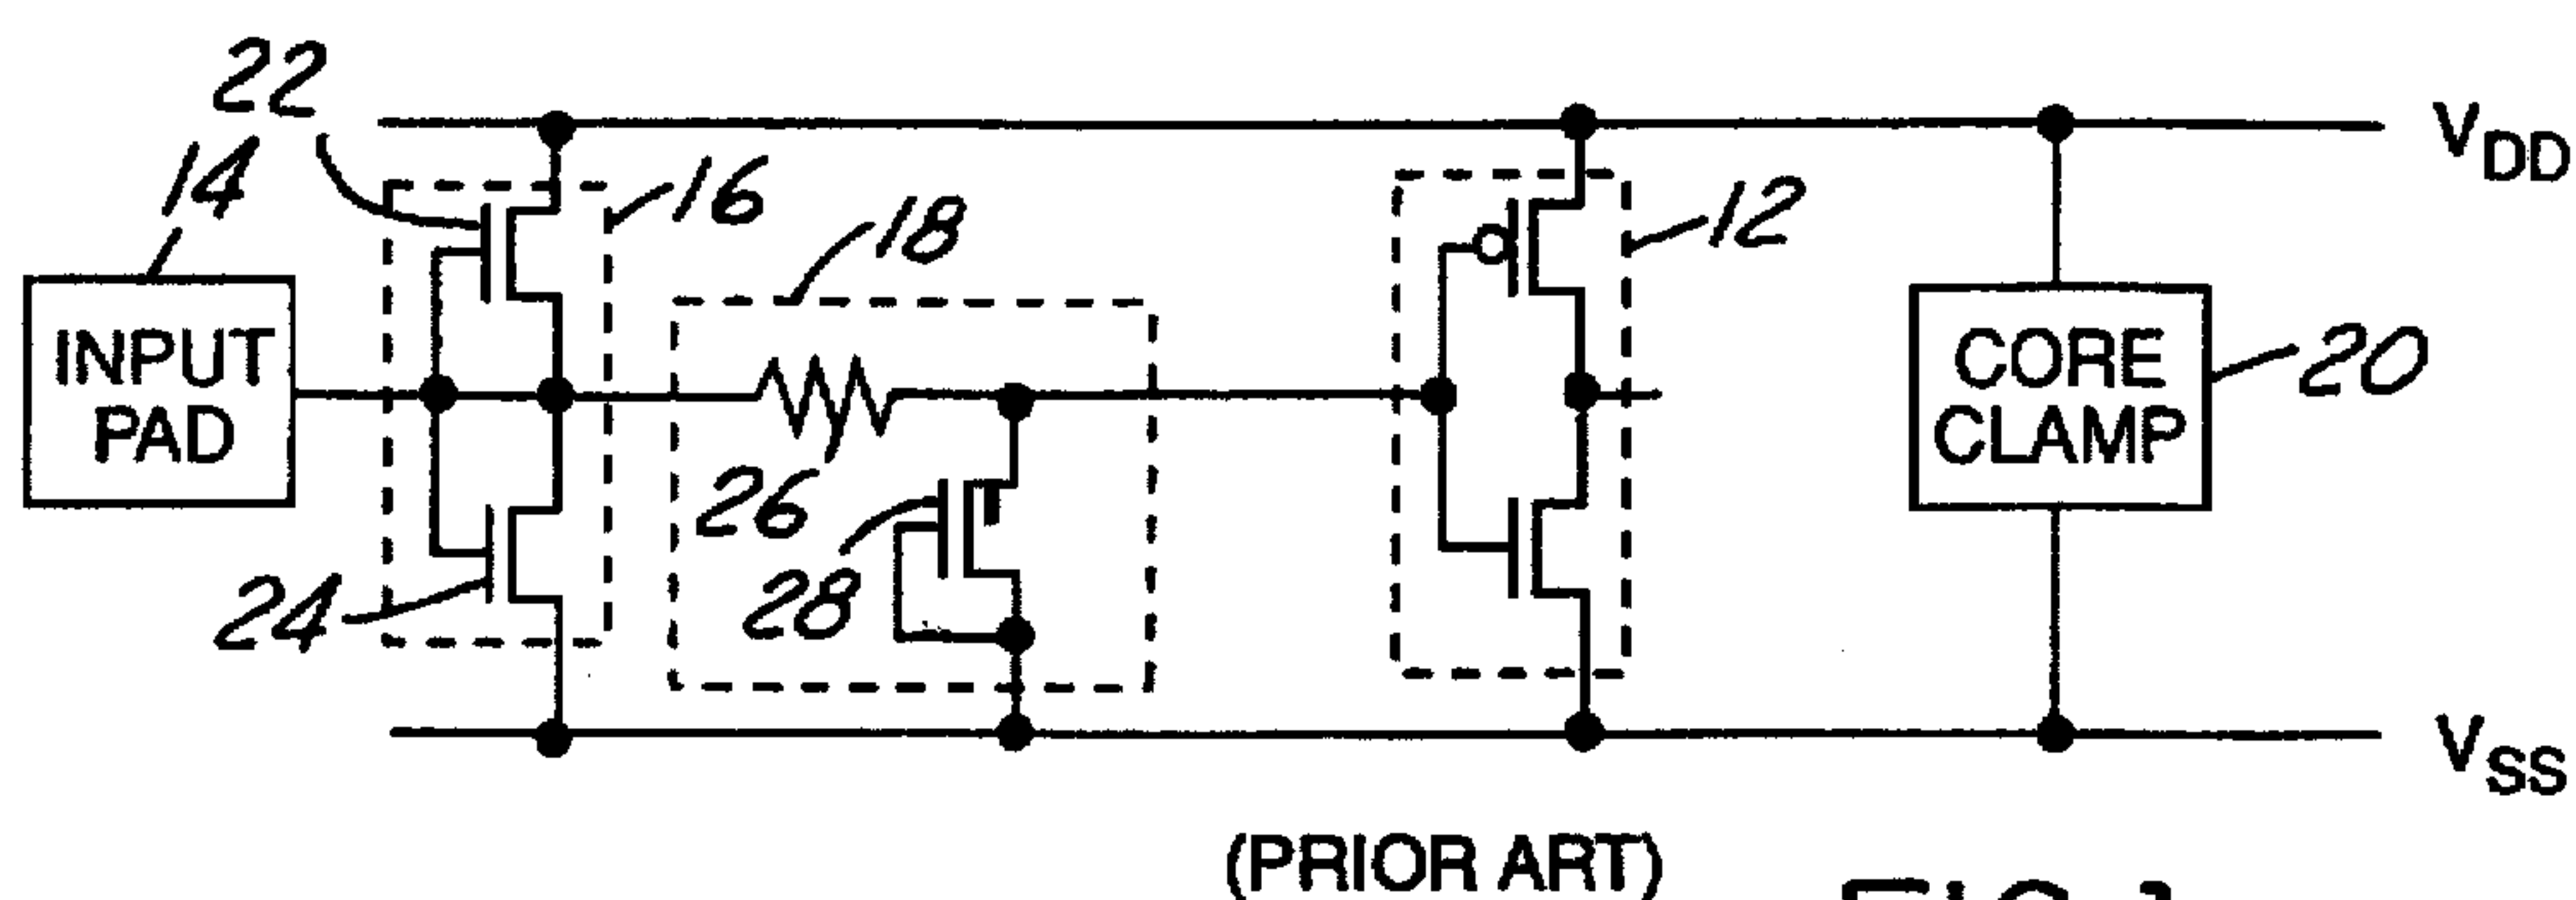 22
14
16
18
12
V_DD
INPUT
PAD
CORE
CLAMP
20
26
28
24
V_SS
(PRIOR ART)